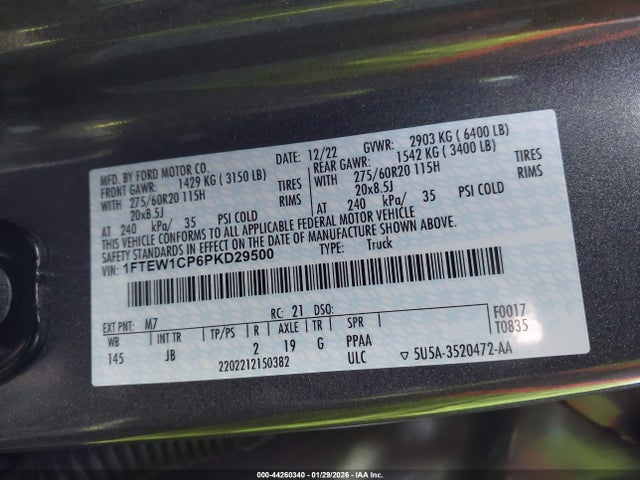 MFD. BY FORD MOTOR CO.
DATE: 12/22 GVWR: 2903 KG ( 6400 LB)
FRONT GAWR: 1429 KG ( 3150 LB) REAR GAWR: 1542 KG ( 3400 LB)
WITH 275/60R20 115H TIRES WITH 275/60R20 115H TIRES
20x8.5J RIMS 20x8.5J RIMS
AT 240 kPa/ 35 PSI COLD AT 240 kPa/ 35 PSI COLD
THIS VEHICLE CONFORMS TO ALL APPLICABLE FEDERAL MOTOR VEHICLE
SAFETY STANDARDS IN EFFECT ON THE DATE OF MANUFACTURE SHOWN ABOVE.
VIN: 1FTEW1CP6PKD29500 TYPE: Truck
F0017
T0835
EXT PNT: M7 RC: 21 DSO:
WB INT TR TP/PS R AXLE TR SPR
145 JB 2 19 G PPAA
2202212150382 ULC ▽ 5U5A-3520472-AA
000-44260340 - 01/29/2026 - IAA Inc.